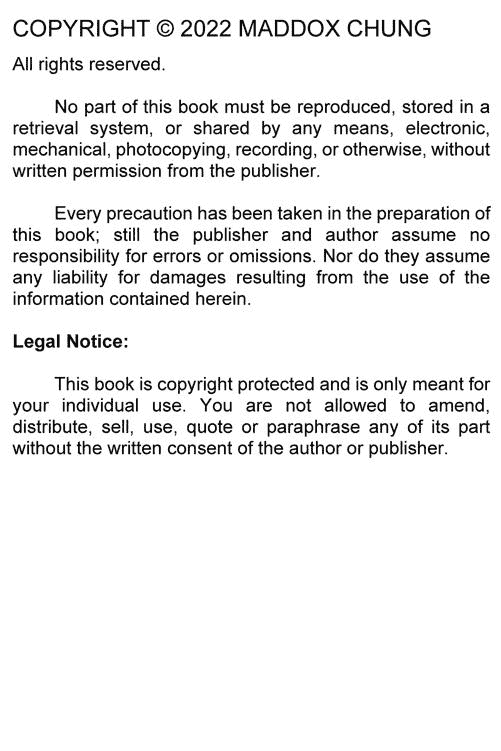 COPYRIGHT © 2022 MADDOX CHUNG
All rights reserved.
No part of this book must be reproduced, stored in a
retrieval system, or shared by any means, electronic,
mechanical, photocopying, recording, or otherwise, without
written permission from the publisher.
Every precaution has been taken in the preparation of
this book; still the publisher and author assume no
responsibility for errors or omissions. Nor do they assume
any liability for damages resulting from the use of the
information contained herein.
Legal Notice:
This book is copyright protected and is only meant for
your individual use. You are not allowed to amend,
distribute, sell, use, quote or paraphrase any of its part
without the written consent of the author or publisher.